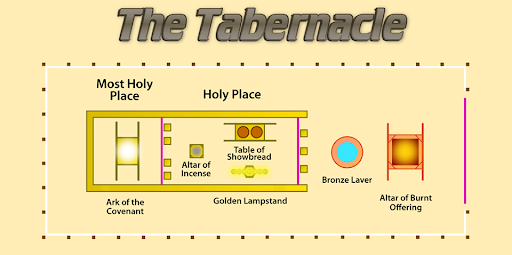 The Tabernacle
Most Holy
Place
Holy Place
Altar of
Incense
Table of
Showbread
Bronze Laver
Altar of Burnt
Offering
Ark of the
Covenant
Golden Lampstand